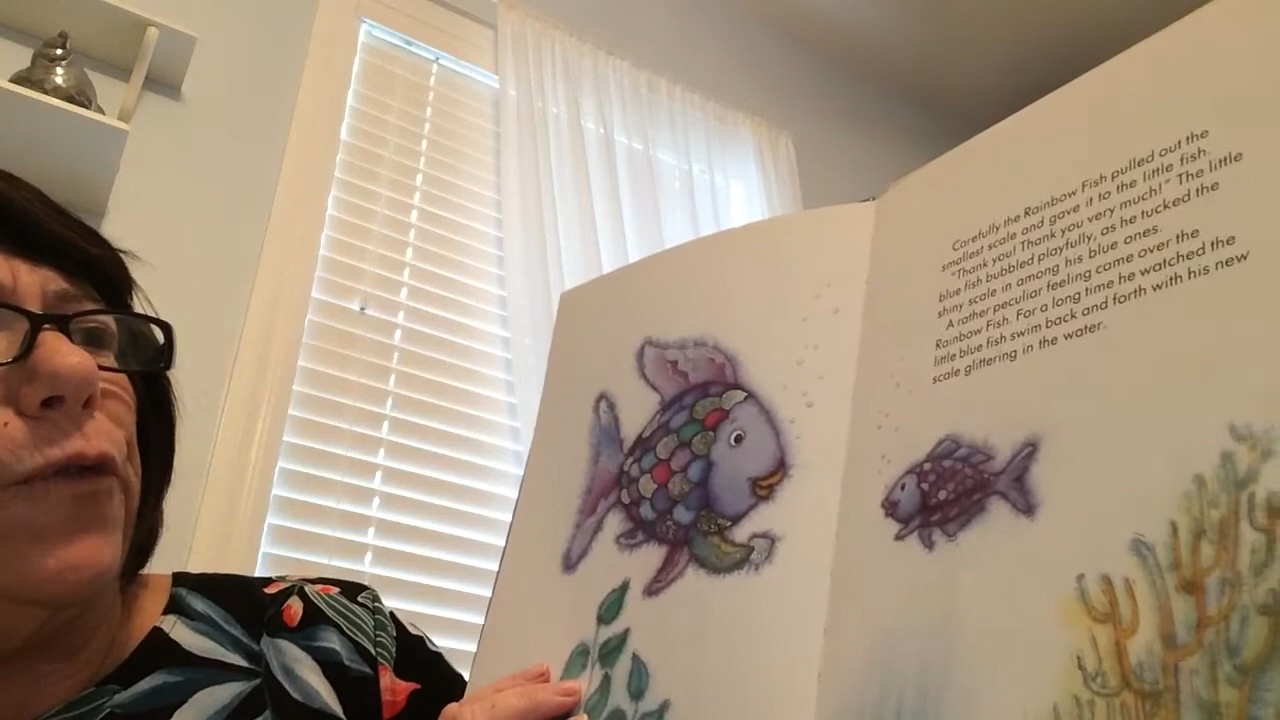 Carefully the Rainbow Fish pulled out the
smallest scale and gave it to the little fish.
"Thank you! Thank you very much!" The little
blue fish bubbled playfully, as he tucked the
shiny scale in among his blue ones.
A rather peculiar feeling came over the
Rainbow Fish. For a long time he watched the
little blue fish swim back and forth with his new
scale glittering in the water.